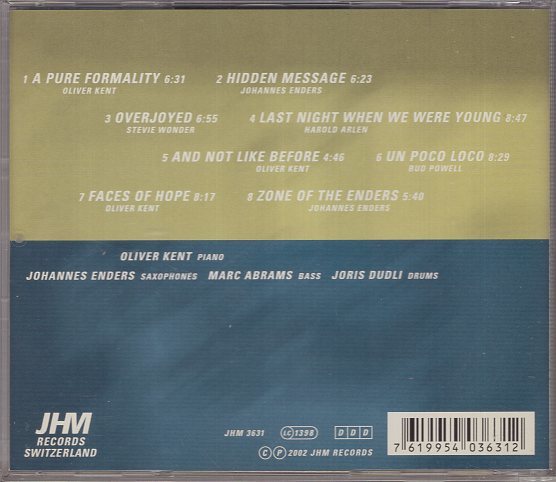 1 A PURE FORMALITY 6:31 2 HIDDEN MESSAGE 6:23
OLIVER KENT JOHANNES ENDERS
3 OVERJOYED 6:55 4 LAST NIGHT WHEN WE WERE YOUNG 8:47
STEVIE WONDER HAROLD ARLEN
5 AND NOT LIKE BEFORE 4:46 6 UN POCO LOCO 8:29
OLIVER KENT BUD POWELL
7 FACES OF HOPE 8:17 8 ZONE OF THE ENDERS 5:40
OLIVER KENT JOHANNES ENDERS
OLIVER KENT PIANO
JOHANNES ENDERS SAXOPHONES MARC ABRAMS BASS JORIS DUDLI DRUMS
JHM
RECORDS
SWITZERLAND
JHM 3631 LC 1398 D D D
C P 2002 JHM RECORDS
7 619954 036312